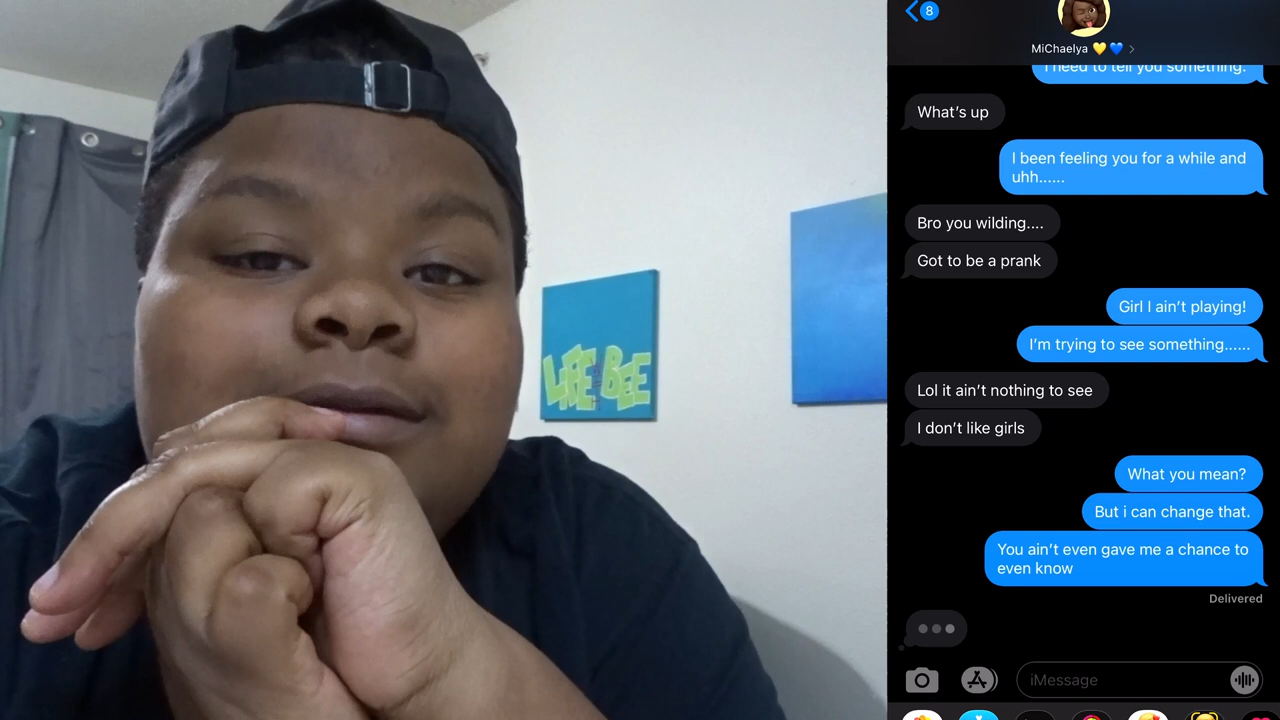 LIFE
BEE
8
MiChaelya 💛💙 >
I need to tell you something.
What's up
I been feeling you for a while and
uhh......
Bro you wilding....
Got to be a prank
Girl I ain't playing!
I'm trying to see something......
Lol it ain't nothing to see
I don't like girls
What you mean?
But i can change that.
You ain't even gave me a chance to
even know
Delivered
iMessage